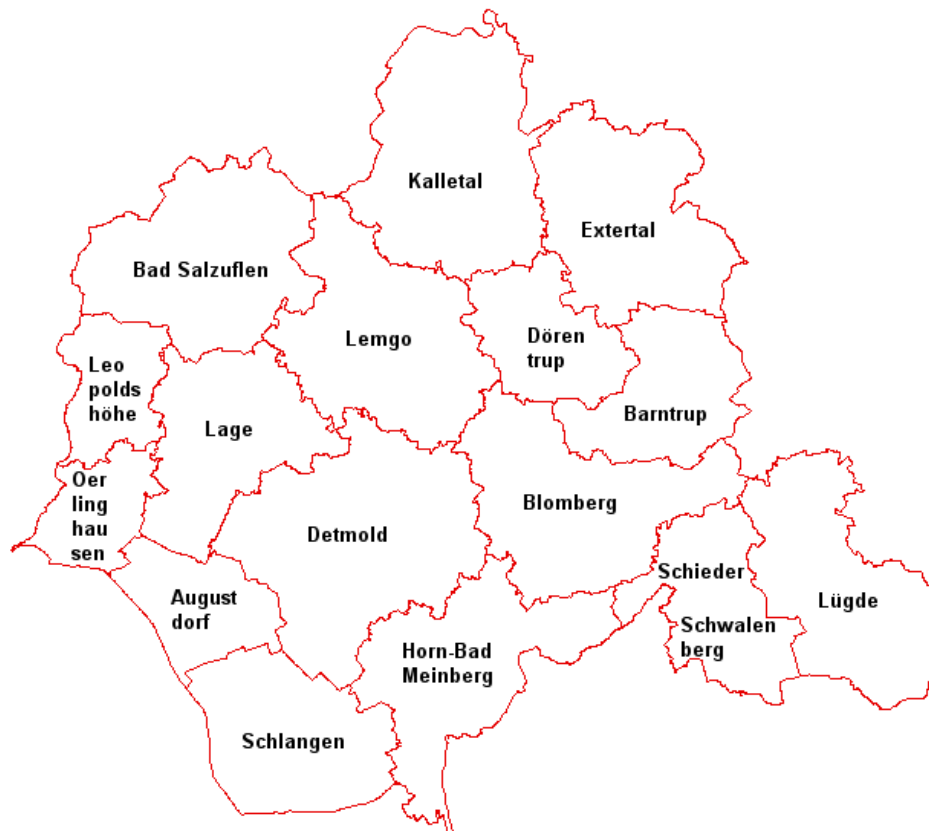 Kalletal
Extertal
Bad Salzuflen
Lemgo
Dören
trup
Leo
polds
höhe
Barntrup
Lage
Oer
ling
hau
sen
Blomberg
Detmold
Schieder
Schwalen
berg
Lügde
August
dorf
Horn-Bad
Meinberg
Schlangen